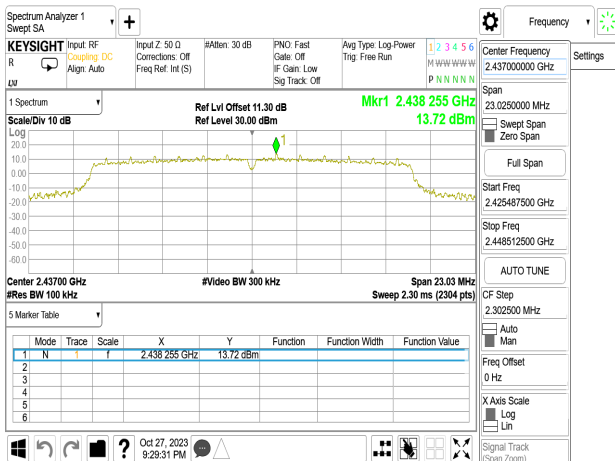 Spectrum Analyzer 1
Swept SA
Frequency
KEYSIGHT
R
LXI
Input: RF
Coupling: DC
Align: Auto
Input Z: 50 Ω
Corrections: Off
Freq Ref: Int (S)
#Atten: 30 dB
PNO: Fast
Gate: Off
IF Gain: Low
Sig Track: Off
Avg Type: Log-Power
Trig: Free Run
1 2 3 4 5 6
M W W W W W
P N N N N N
1 Spectrum
Scale/Div 10 dB
Ref Lvl Offset 11.30 dB
Ref Level 30.00 dBm
Mkr1 2.438 255 GHz
13.72 dBm
Log
20.0
10.0
0.00
-10.0
-20.0
-30.0
-40.0
-50.0
-60.0
1
Center 2.43700 GHz
#Video BW 300 kHz
Span 23.03 MHz
#Res BW 100 kHz
Sweep 2.30 ms (2304 pts)
5 Marker Table
Mode Trace Scale X Y Function Function Width Function Value
1 N 1 f 2.438 255 GHz 13.72 dBm
2
3
4
5
6
?
Oct 27, 2023
9:29:31 PM
Center Frequency
2.437000000 GHz
Settings
Span
23.0250000 MHz
Swept Span
Zero Span
Full Span
Start Freq
2.425487500 GHz
Stop Freq
2.448512500 GHz
AUTO TUNE
CF Step
2.302500 MHz
Auto
Man
Freq Offset
0 Hz
X Axis Scale
Log
Lin
Signal Track
(Span Zoom)